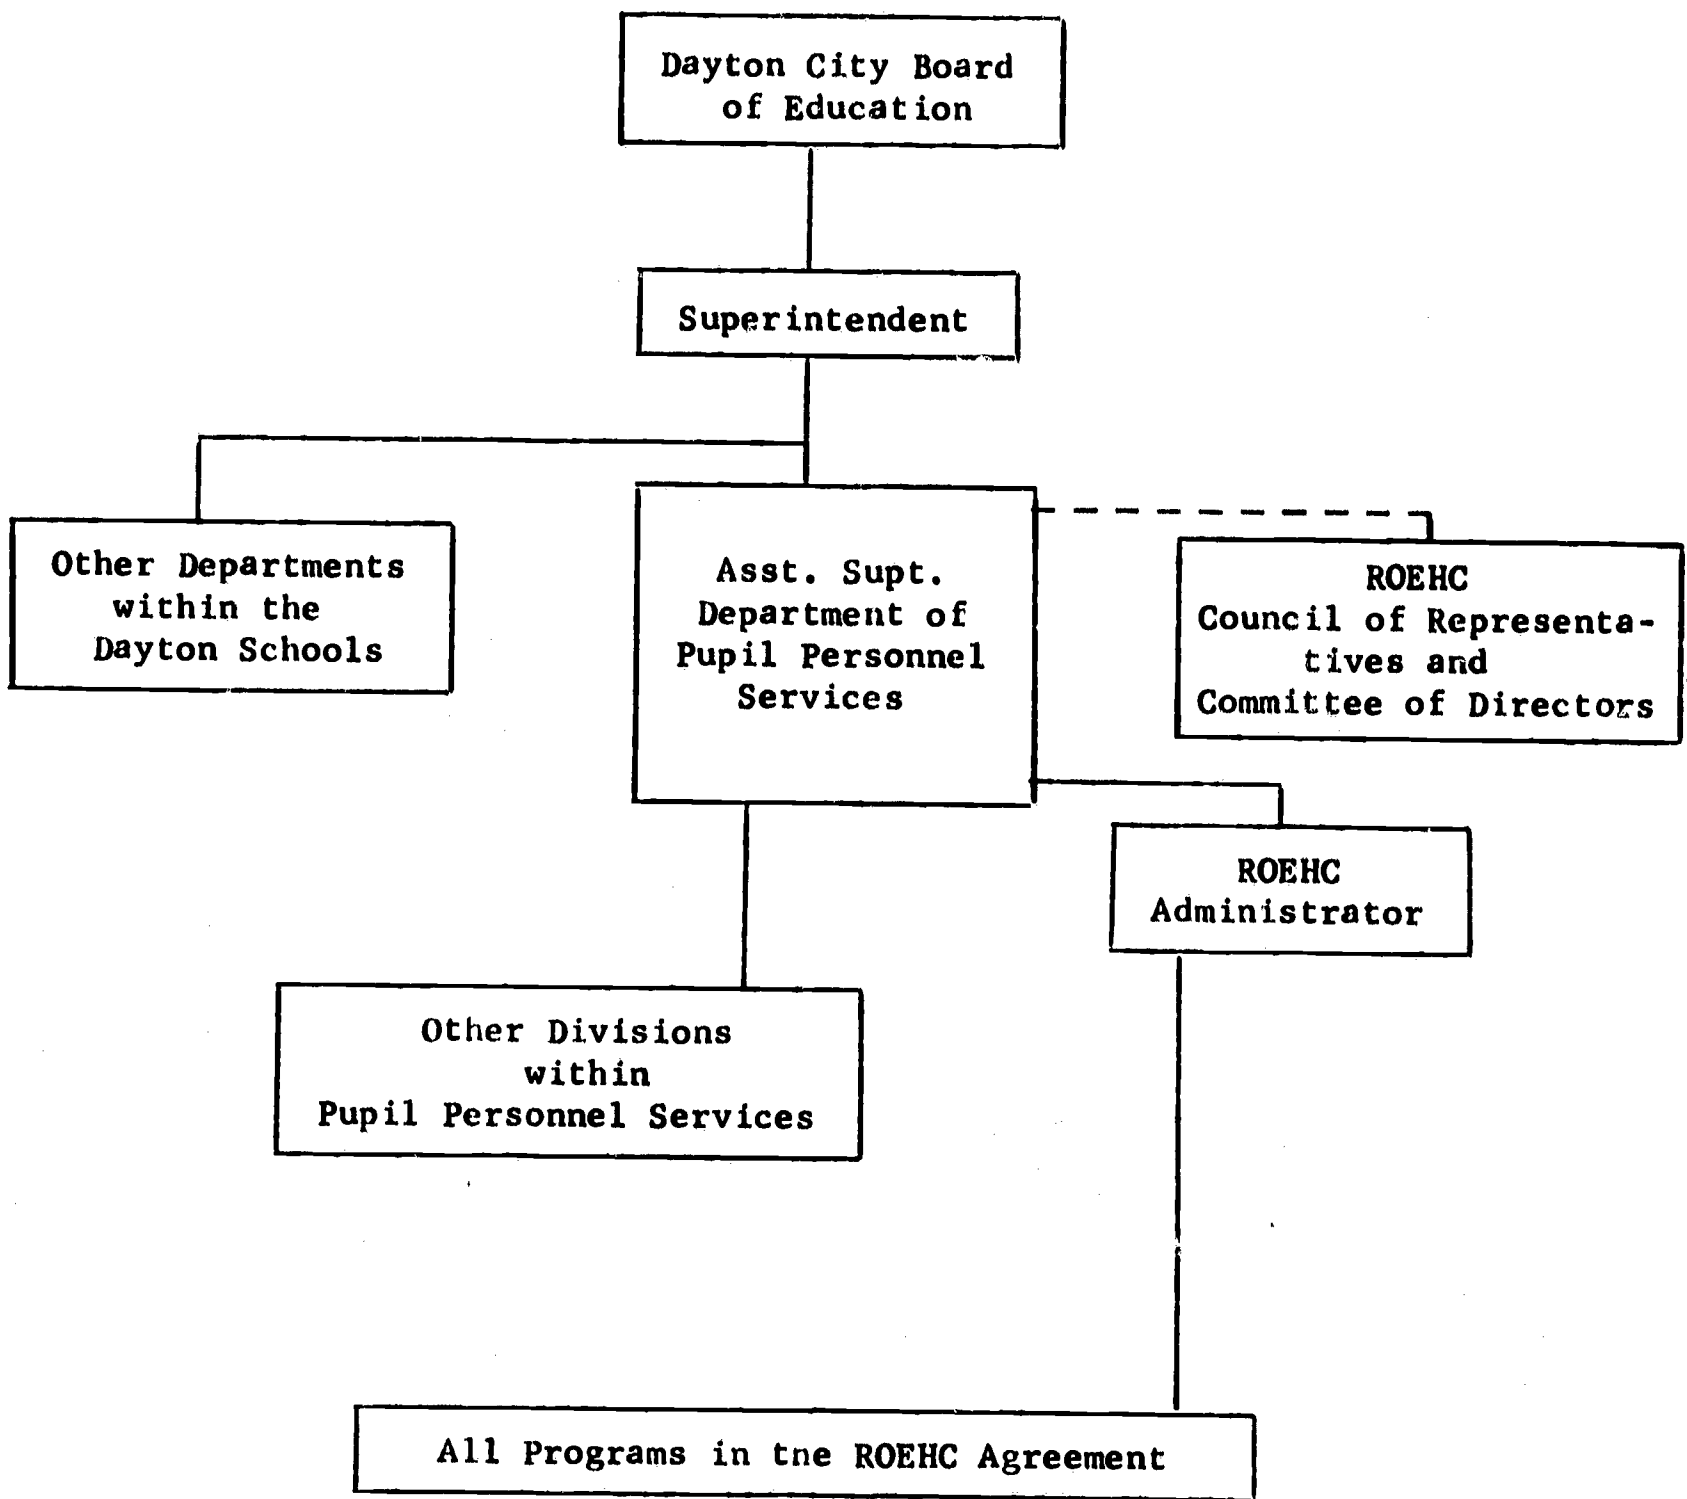 Dayton City Board
of Education
Superintendent
Other Departments
within the
Dayton Schools
Asst. Supt.
Department of
Pupil Personnel
Services
ROEHC
Council of Representa-
tives and
Committee of Directors
ROEHC
Administrator
Other Divisions
within
Pupil Personnel Services
All Programs in tne ROEHC Agreement